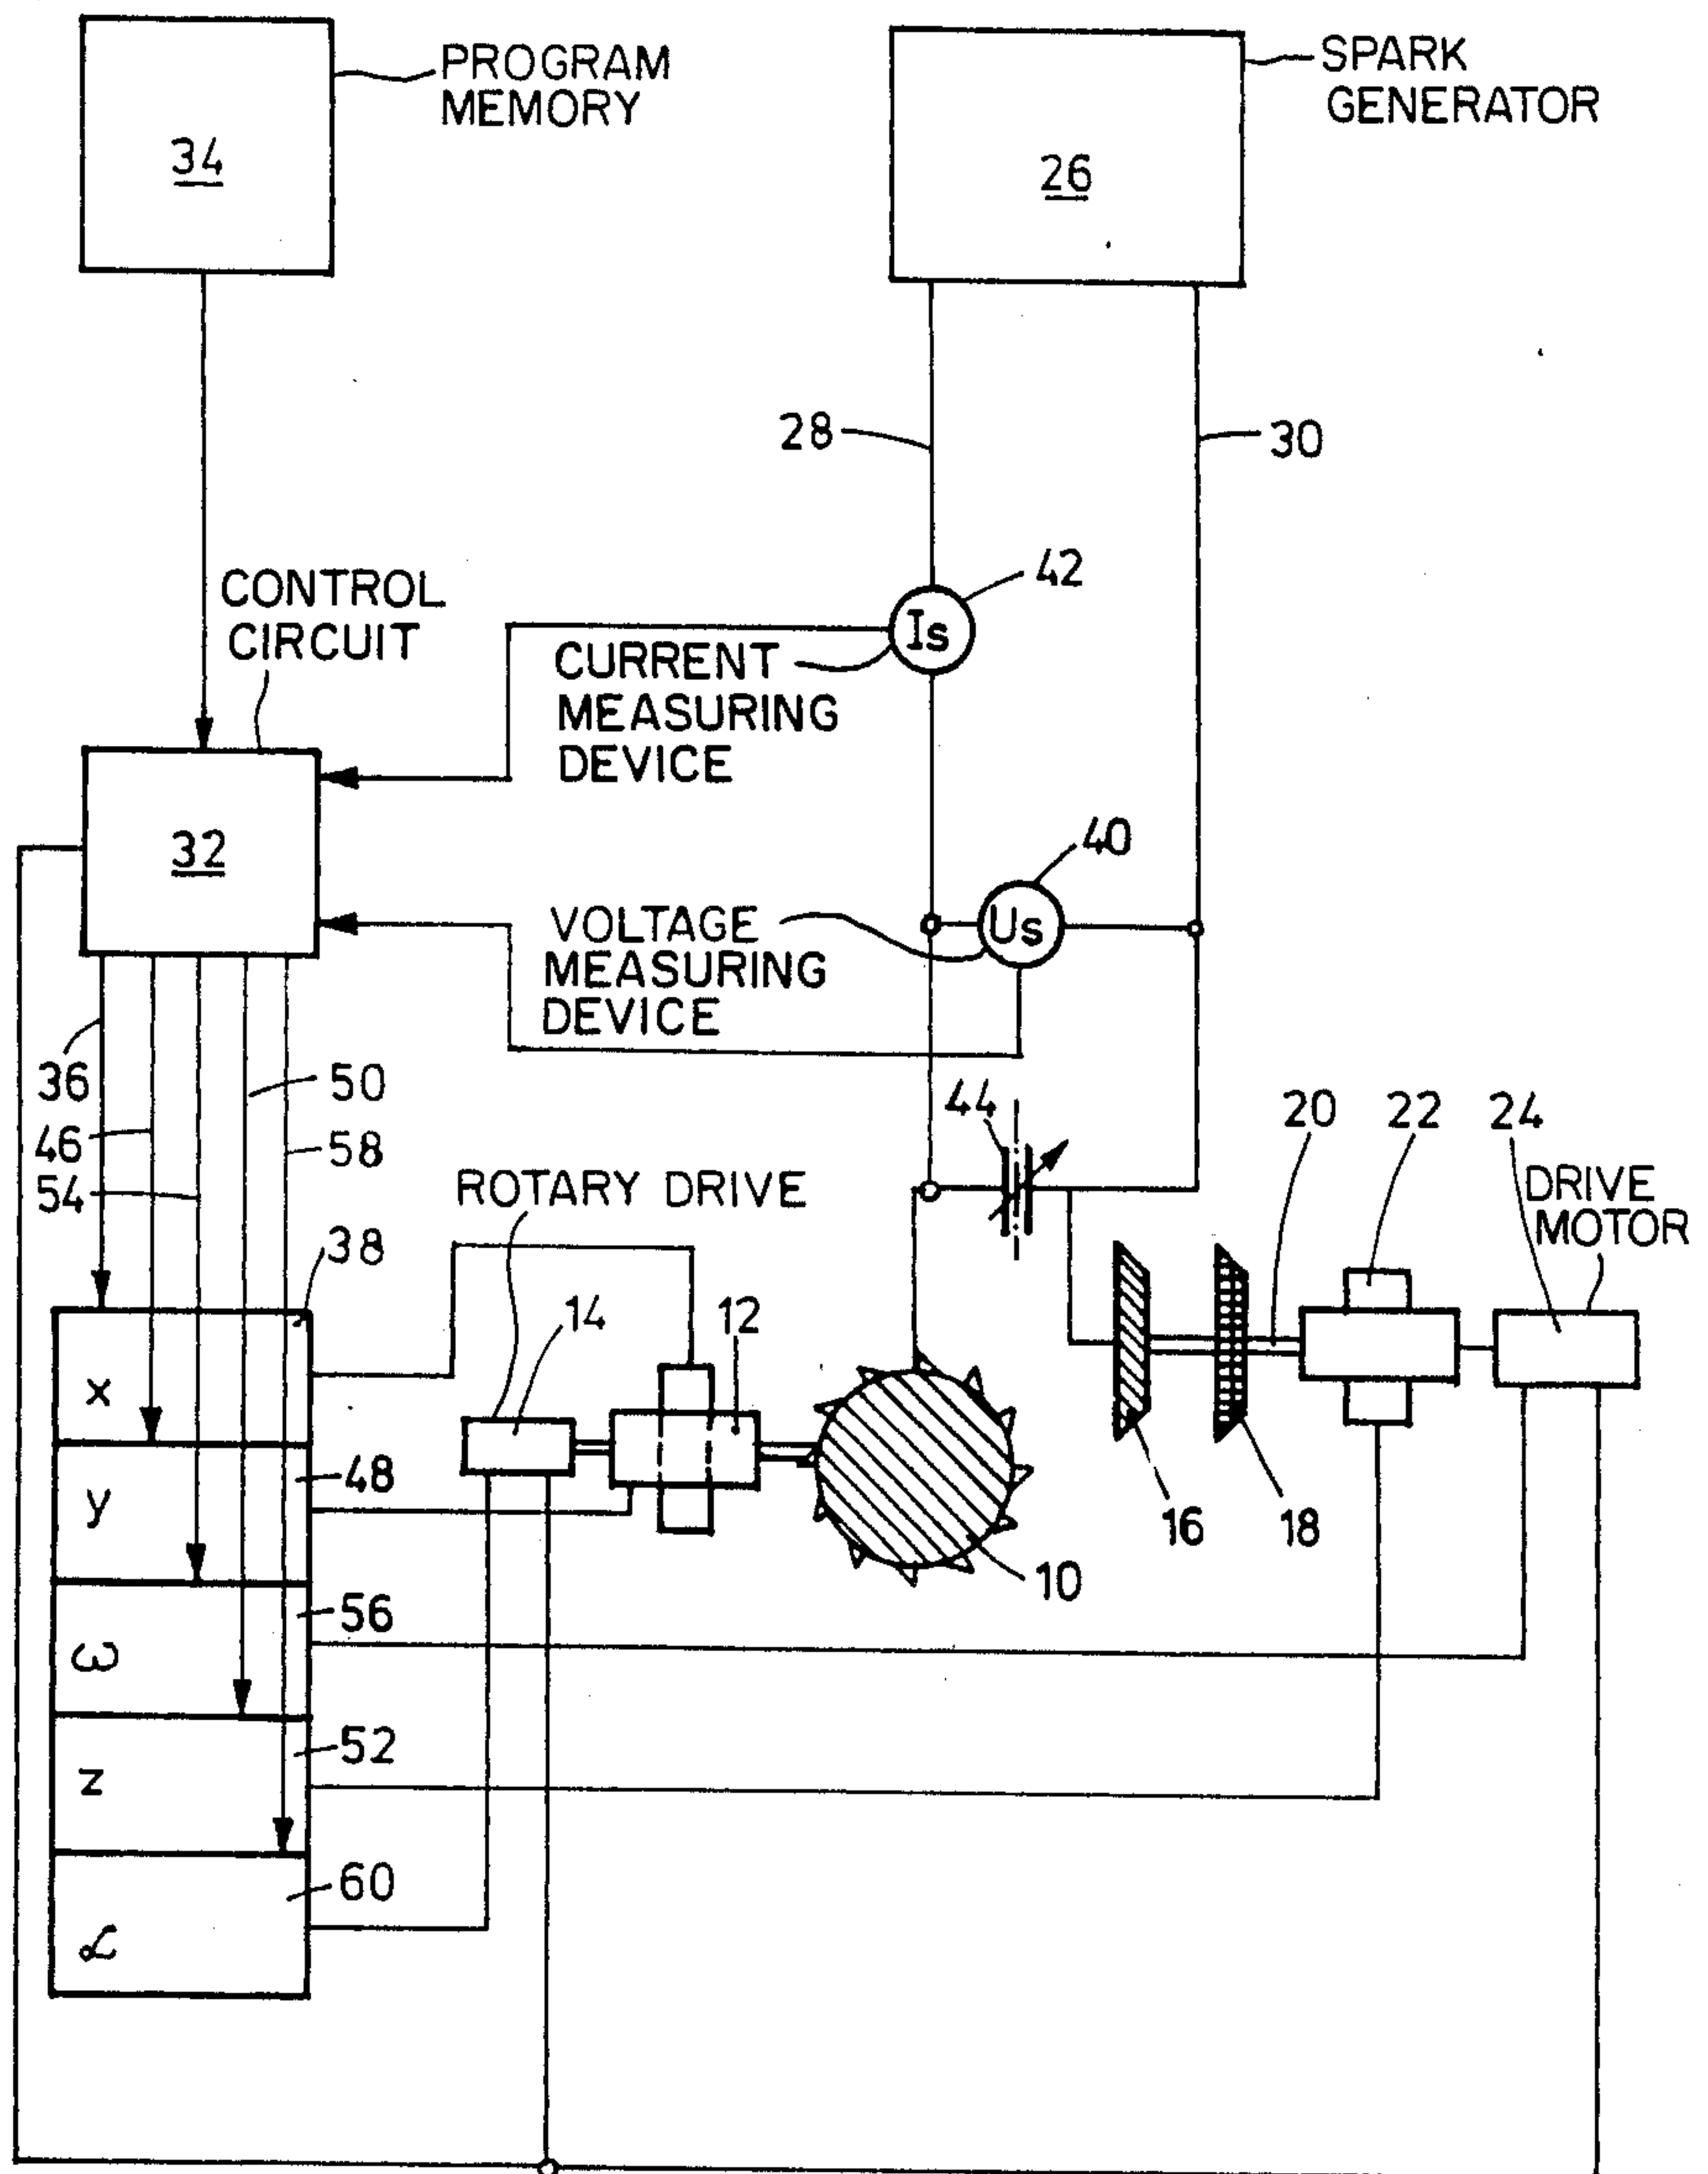 PROGRAM
MEMORY
34
SPARK
GENERATOR
26
28
30
42
Is
CURRENT
MEASURING
DEVICE
CONTROL
CIRCUIT
32
40
Us
VOLTAGE
MEASURING
DEVICE
36
46
54
50
58
38
44
20
22
24
DRIVE
MOTOR
ROTARY DRIVE
14
12
x
y
48
16
18
10
56
ω
52
z
60
α